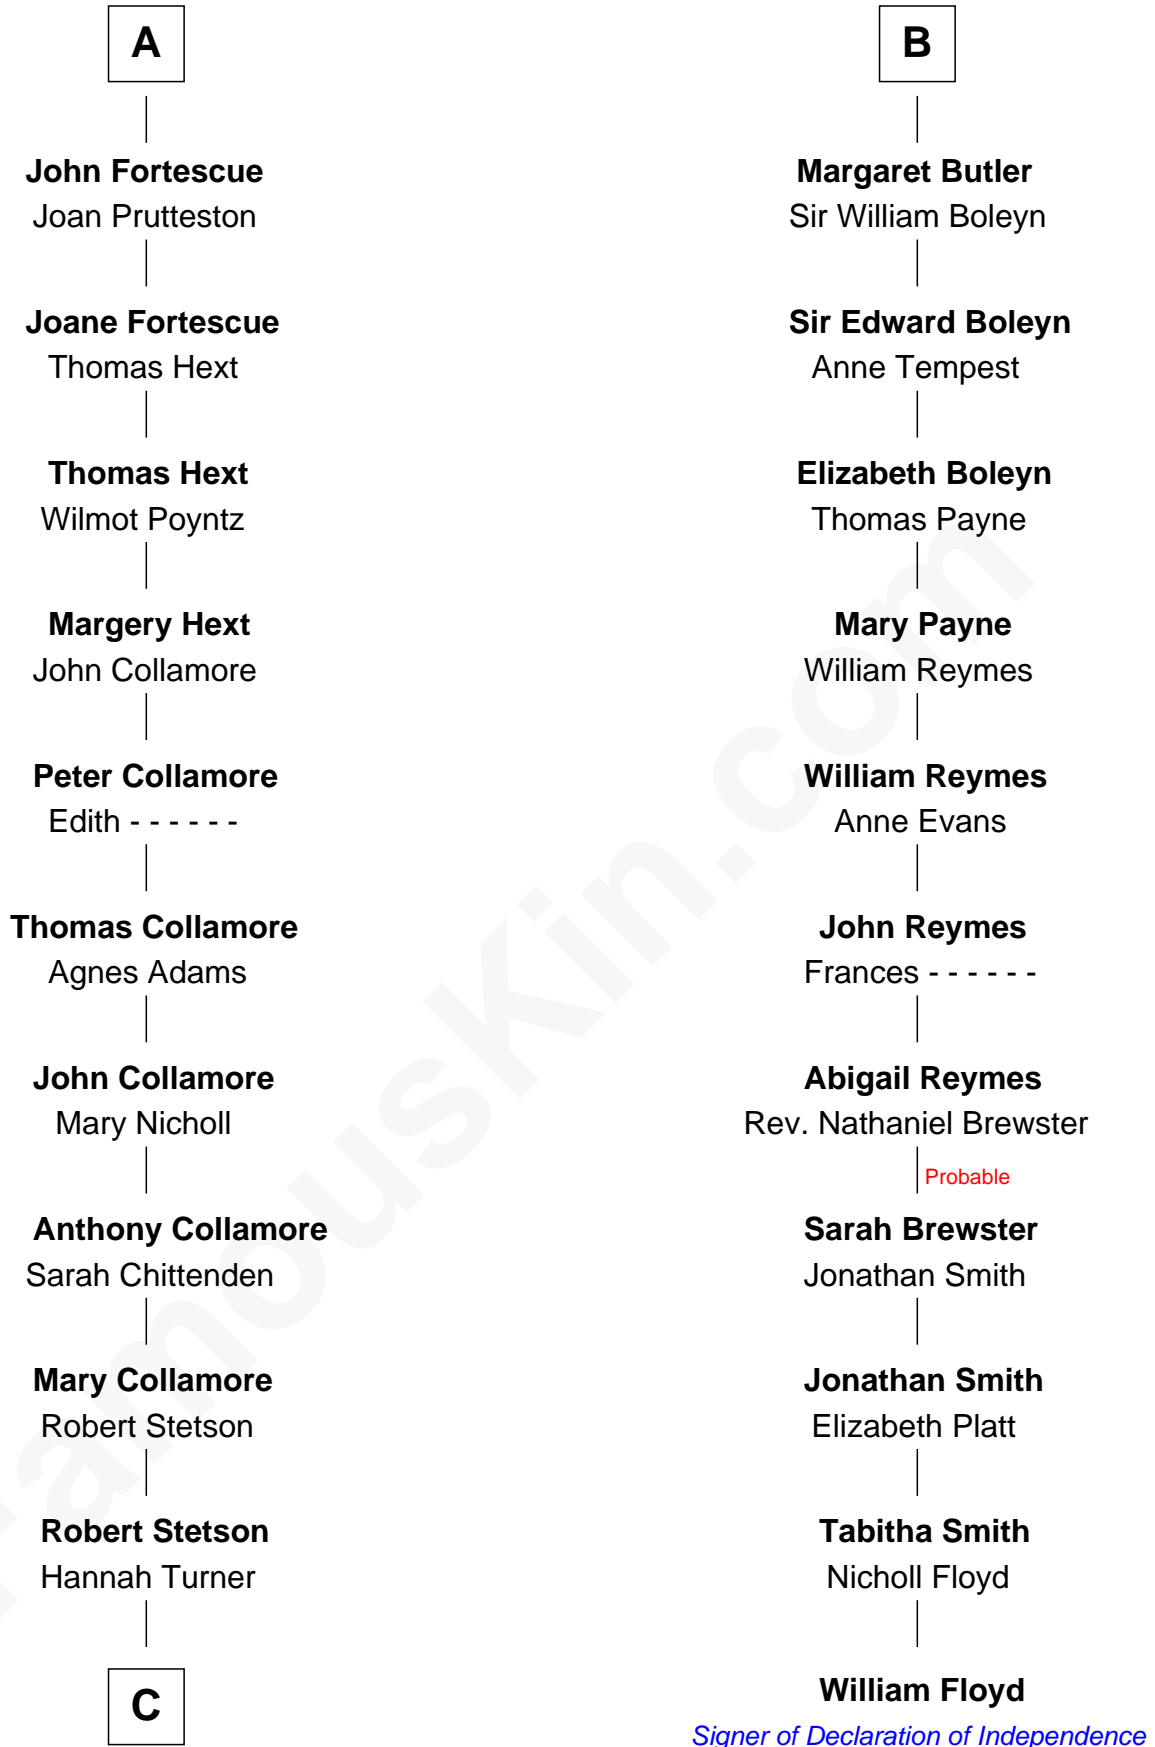 A
John Fortescue
Joan Prutteston
Joane Fortescue
Thomas Hext
Thomas Hext
Wilmot Poyntz
Margery Hext
John Collamore
Peter Collamore
Edith - - - - - -
Thomas Collamore
Agnes Adams
John Collamore
Mary Nicholl
Anthony Collamore
Sarah Chittenden
Mary Collamore
Robert Stetson
Robert Stetson
Hannah Turner
C
B
Margaret Butler
Sir William Boleyn
Sir Edward Boleyn
Anne Tempest
Elizabeth Boleyn
Thomas Payne
Mary Payne
William Reymes
William Reymes
Anne Evans
John Reymes
Frances - - - - - -
Abigail Reymes
Rev. Nathaniel Brewster
Probable
Sarah Brewster
Jonathan Smith
Jonathan Smith
Elizabeth Platt
Tabitha Smith
Nicholl Floyd
William Floyd
Signer of Declaration of Independence
FamousKin.com